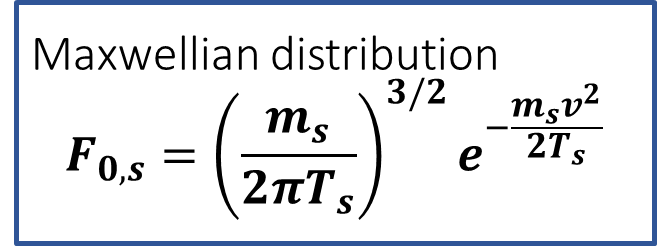 Maxwellian distribution
F₀,ₛ = (mₛ / 2πTₛ)^3/2 e^−mₛv²/2Tₛ